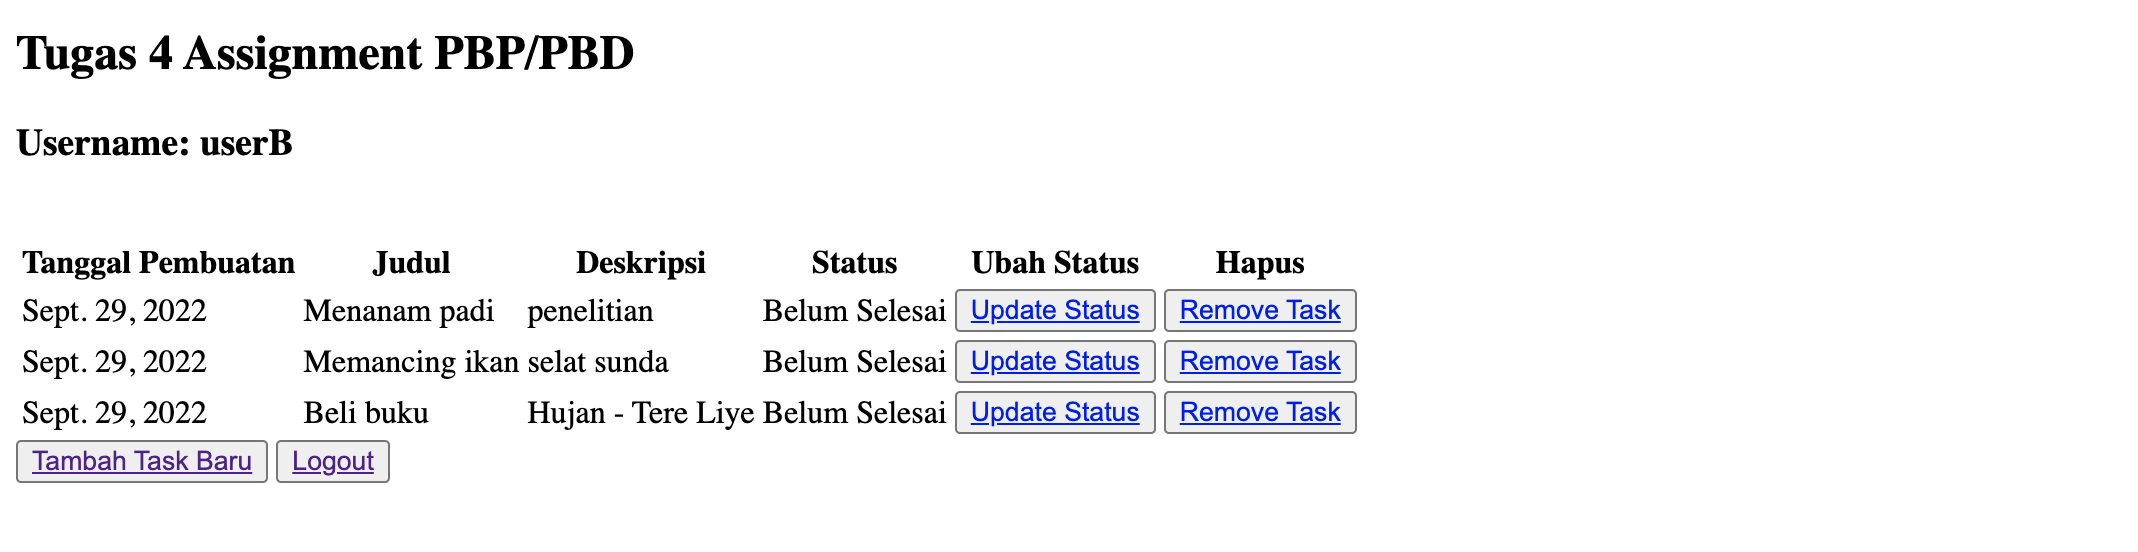 Tugas 4 Assignment PBP/PBD
Username: userB
Tanggal Pembuatan Judul Deskripsi Status Ubah Status Hapus
Sept. 29, 2022 Menanam padi penelitian Belum Selesai Update Status Remove Task
Sept. 29, 2022 Memancing ikan selat sunda Belum Selesai Update Status Remove Task
Sept. 29, 2022 Beli buku Hujan - Tere Liye Belum Selesai Update Status Remove Task
Tambah Task Baru Logout